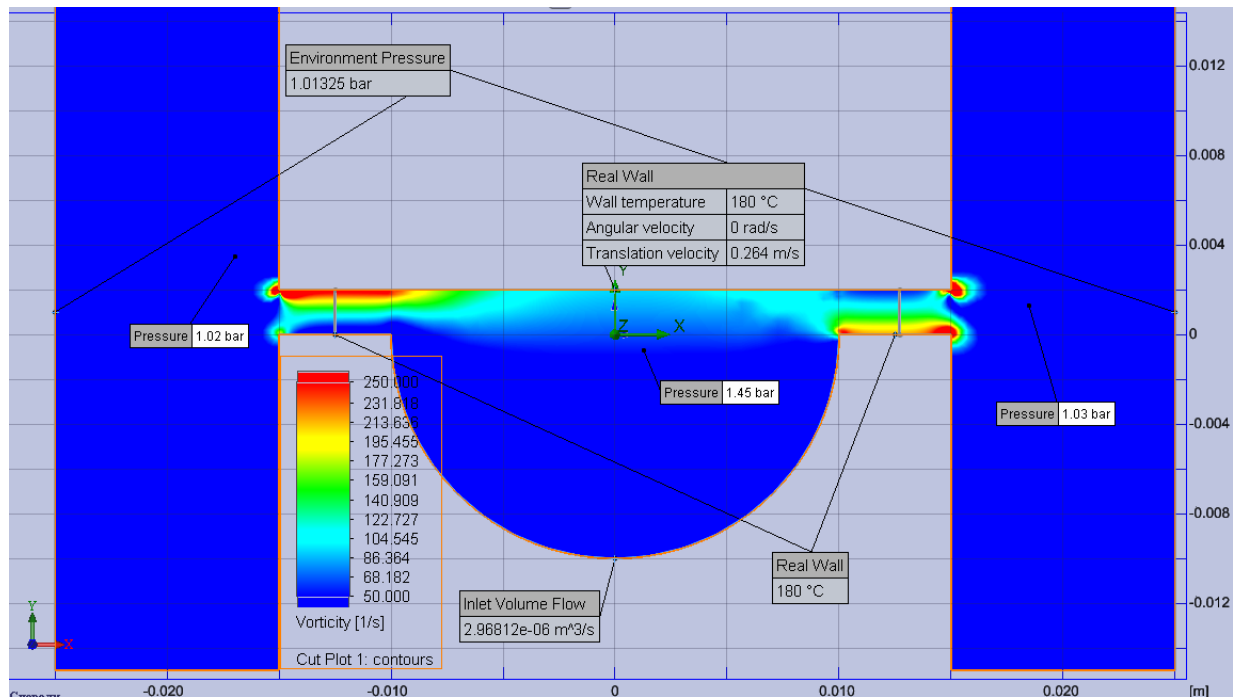 Environment Pressure
1.01325 bar
0.012
0.008
Real Wall
Wall temperature 180 °C
Angular velocity 0 rad/s
Translation velocity 0.264 m/s
0.004
Y
Pressure 1.02 bar
Z X
0
250.000
231.818
213.636
195.455
177.273
159.091
140.909
122.727
104.545
86.364
68.182
50.000
Vorticity [1/s]
Cut Plot 1: contours
Pressure 1.45 bar
Pressure 1.03 bar
-0.004
-0.008
Real Wall
180 °C
Inlet Volume Flow
2.96812e-06 m^3/s
-0.012
Y
X
Спереди
-0.020
-0.010
0
0.010
0.020
[m]